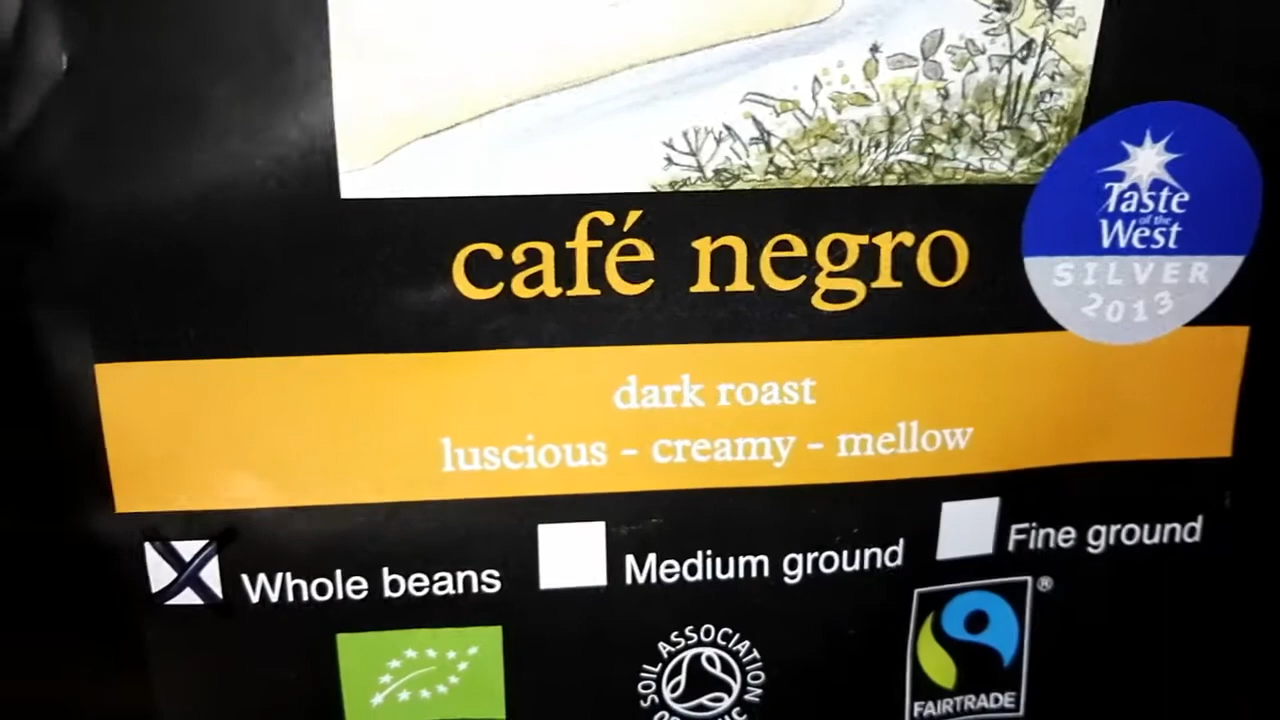 café negro
Taste
of the
West
SILVER
2013
dark roast
luscious - creamy - mellow
Whole beans
Medium ground
Fine ground
SOIL ASSOCIATION
®
FAIRTRADE